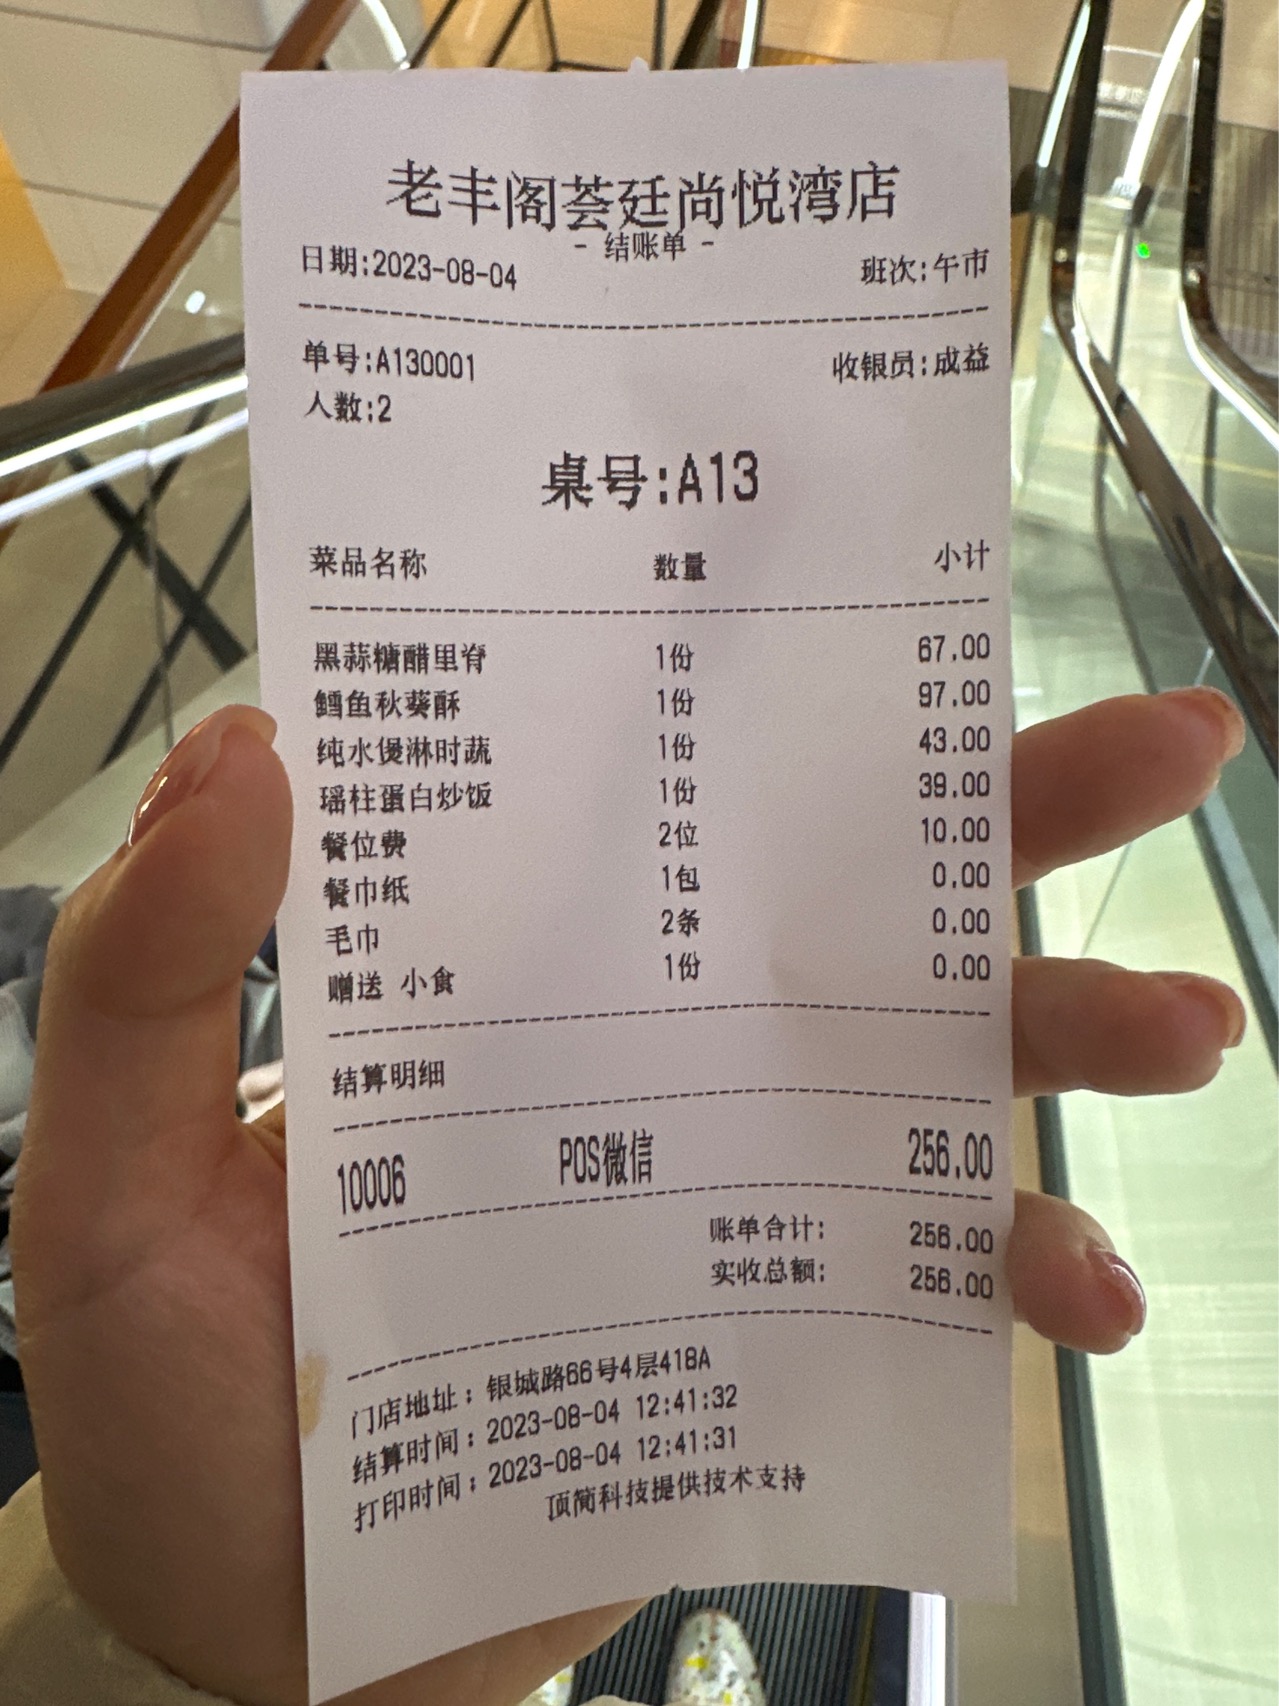 老丰阁荟廷尚悦湾店
- 结账单 -
日期:2023-08-04 班次:午市
单号:A130001 收银员:成益
人数:2
桌号:A13
菜品名称 数量 小计
黑蒜糖醋里脊 1份 67.00
鳕鱼秋葵酥 1份 97.00
纯水煲淋时蔬 1份 43.00
瑶柱蛋白炒饭 1份 39.00
餐位费 2位 10.00
餐巾纸 1包 0.00
毛巾 2条 0.00
赠送 小食 1份 0.00
结算明细
10006 POS微信 256.00
账单合计: 256.00
实收总额: 256.00
门店地址：银城路66号4层418A
结算时间：2023-08-04 12:41:32
打印时间：2023-08-04 12:41:31
顶简科技提供技术支持